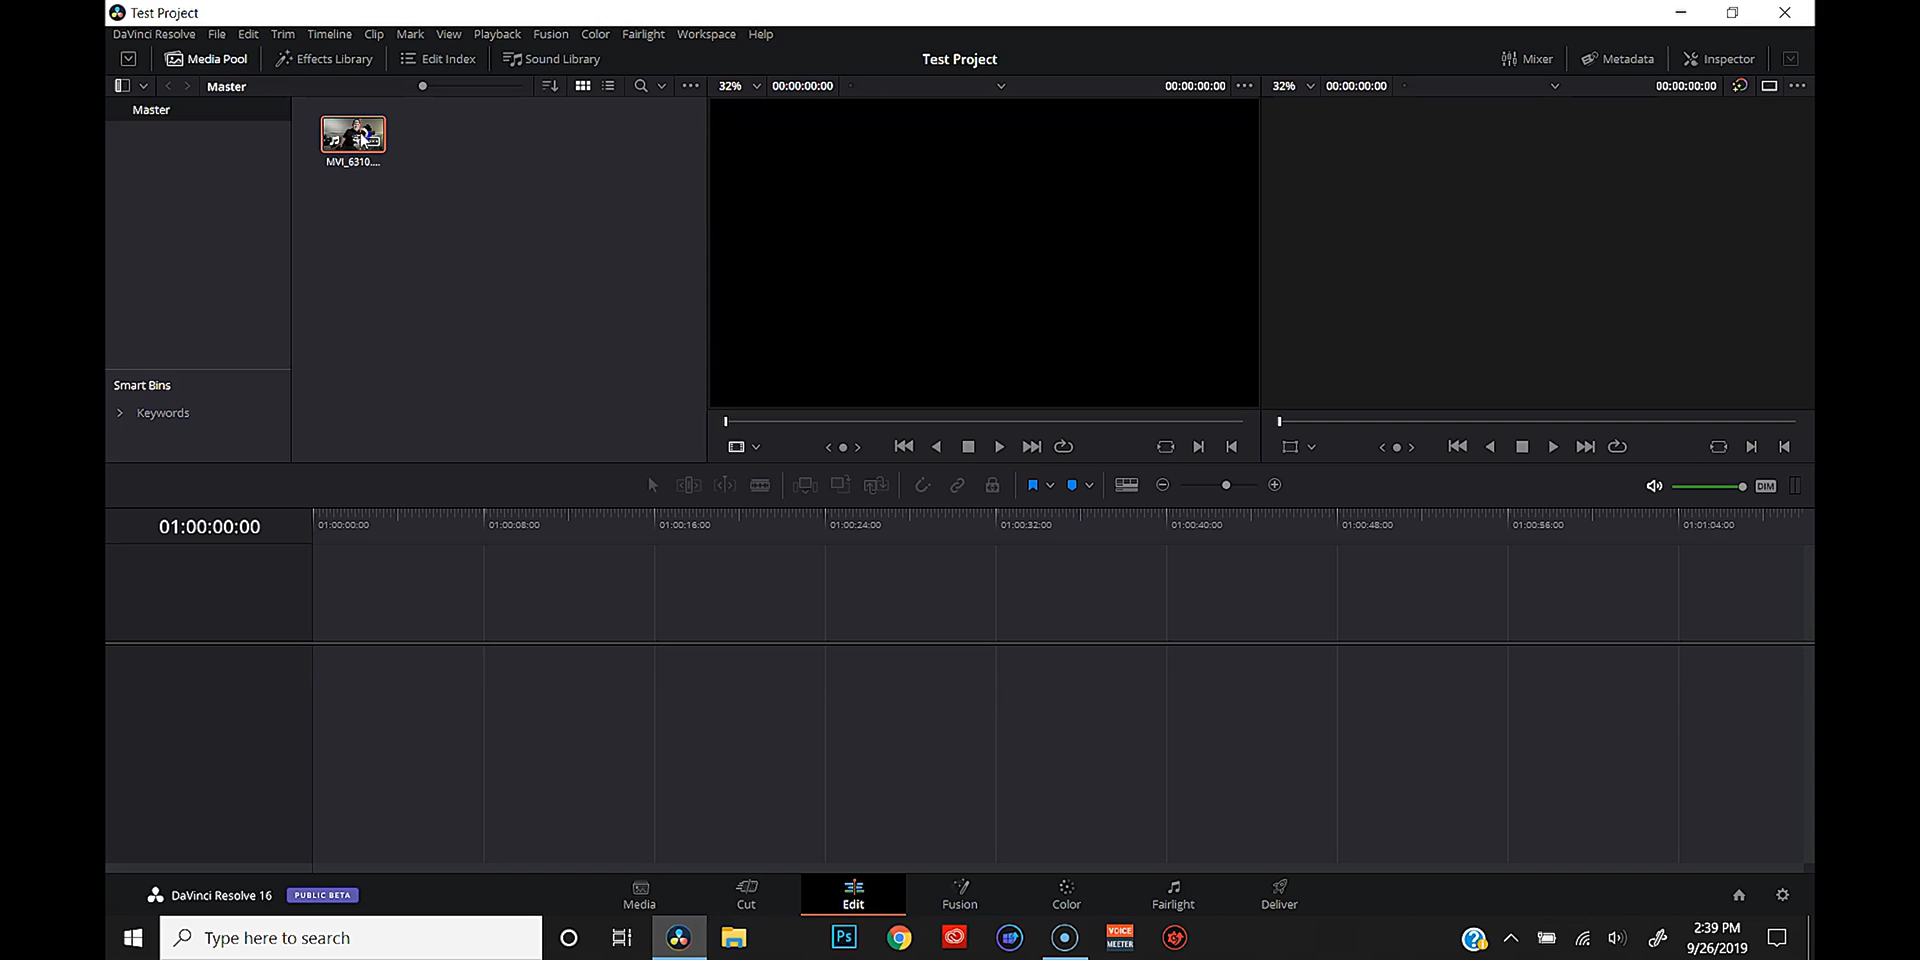 Test Project
DaVinci Resolve File Edit Trim Timeline Clip Mark View Playback Fusion Color Fairlight Workspace Help
Media Pool Effects Library Edit Index Sound Library Test Project Mixer Metadata Inspector
Master 32% 00:00:00:00 00:00:00:00 32% 00:00:00:00 00:00:00:00
Master
MVI_6310....
Smart Bins
Keywords
DIM
01:00:00:00 01:00:00:00 01:00:08:00 01:00:16:00 01:00:24:00 01:00:32:00 01:00:40:00 01:00:48:00 01:00:56:00 01:01:04:00
DaVinci Resolve 16 PUBLIC BETA Media Cut Edit Fusion Color Fairlight Deliver
Type here to search Ps VOICE MEETER 2:39 PM
9/26/2019